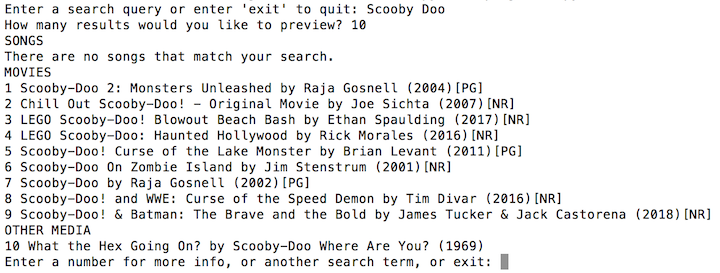 Enter a search query or enter 'exit' to quit: Scooby Doo
How many results would you like to preview? 10
SONGS
There are no songs that match your search.
MOVIES
1 Scooby-Doo 2: Monsters Unleashed by Raja Gosnell (2004)[PG]
2 Chill Out Scooby-Doo! - Original Movie by Joe Sichta (2007)[NR]
3 LEGO Scooby-Doo! Blowout Beach Bash by Ethan Spaulding (2017)[NR]
4 LEGO Scooby-Doo: Haunted Hollywood by Rick Morales (2016)[NR]
5 Scooby-Doo! Curse of the Lake Monster by Brian Levant (2011)[PG]
6 Scooby-Doo On Zombie Island by Jim Stenstrum (2001)[NR]
7 Scooby-Doo by Raja Gosnell (2002)[PG]
8 Scooby-Doo! and WWE: Curse of the Speed Demon by Tim Divar (2016)[NR]
9 Scooby-Doo! & Batman: The Brave and the Bold by James Tucker & Jack Castorena (2018)[NR]
OTHER MEDIA
10 What the Hex Going On? by Scooby-Doo Where Are You? (1969)
Enter a number for more info, or another search term, or exit: